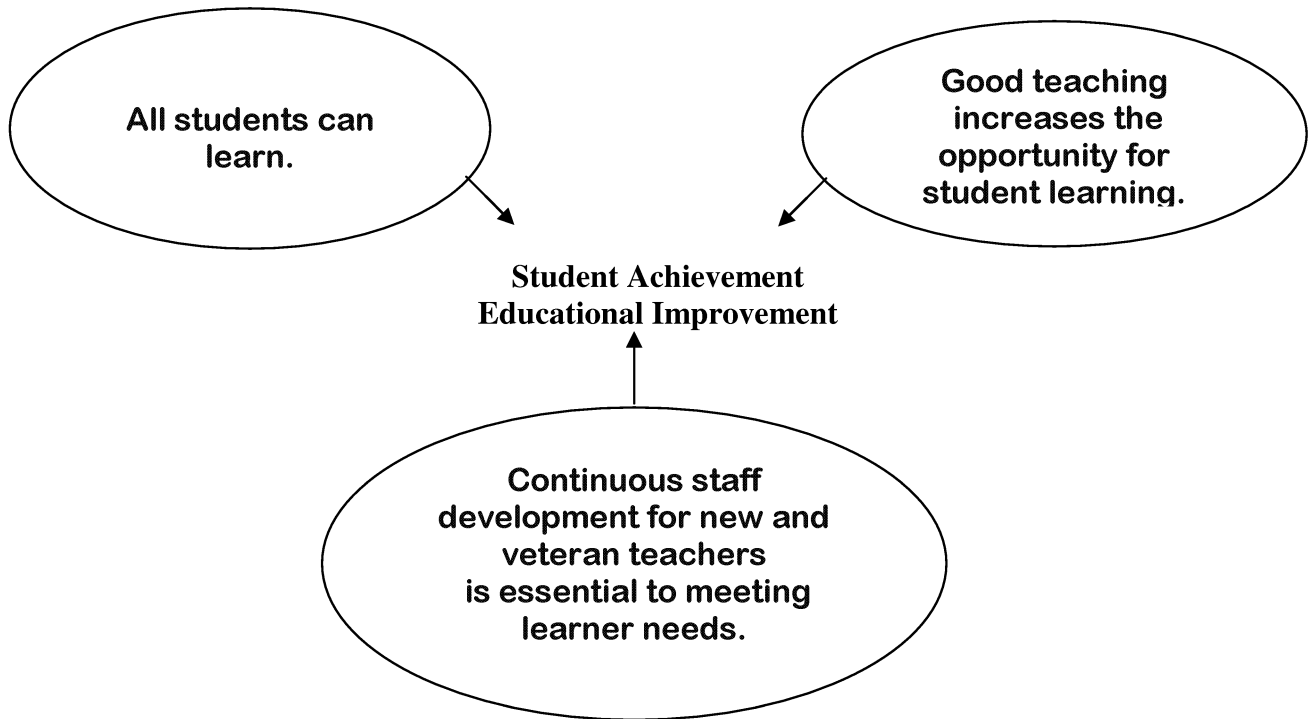 All students can
learn.
Good teaching
increases the
opportunity for
student learning.
Student Achievement
Educational Improvement
Continuous staff
development for new and
veteran teachers
is essential to meeting
learner needs.